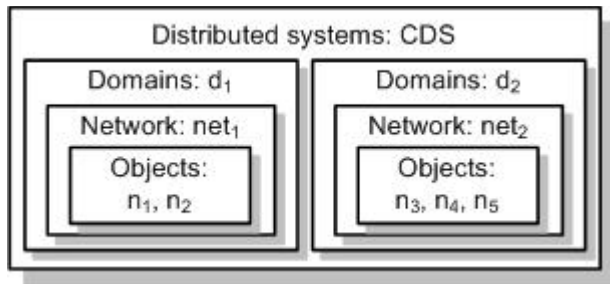 Distributed systems: CDS
Domains: d₁
Network: net₁
Objects:
n₁, n₂
Domains: d₂
Network: net₂
Objects:
n₃, n₄, n₅